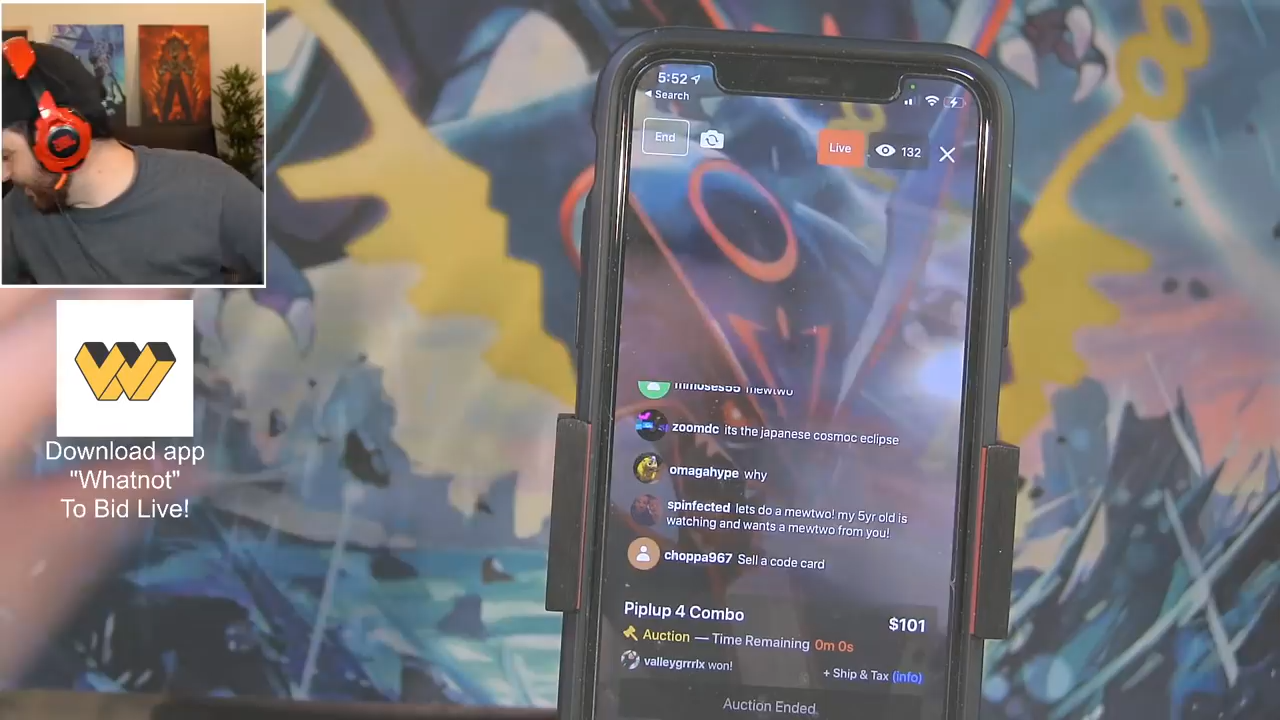 5:52
Search
End
Live
132
mmoses55 mewtwo
zoomdc its the japanese cosmoc eclipse
omagahype why
spinfected lets do a mewtwo! my 5yr old is
watching and wants a mewtwo from you!
choppa967 Sell a code card
Piplup 4 Combo
$101
Auction — Time Remaining 0m 0s
valleygrrrlx won!
+ Ship & Tax (info)
Auction Ended
Download app
"Whatnot"
To Bid Live!